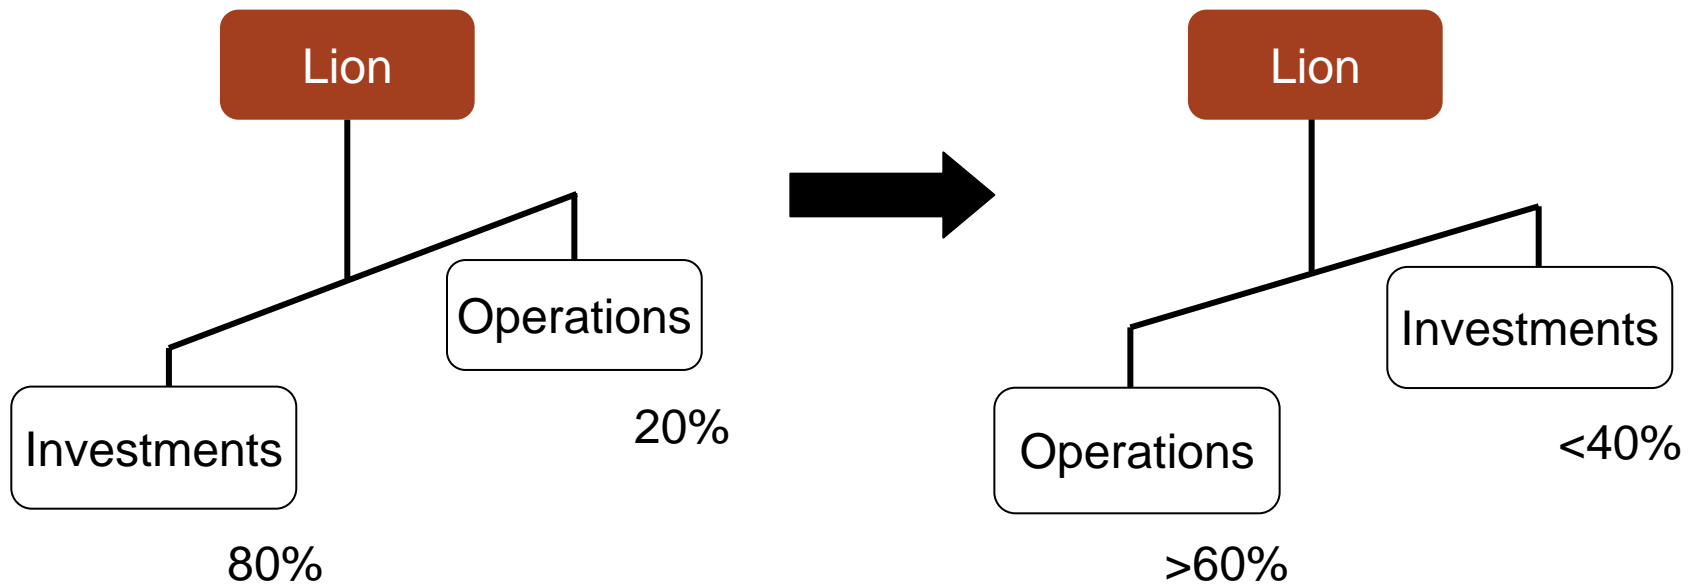 Lion
Operations
20%
Investments
80%
Lion
Investments
<40%
Operations
>60%